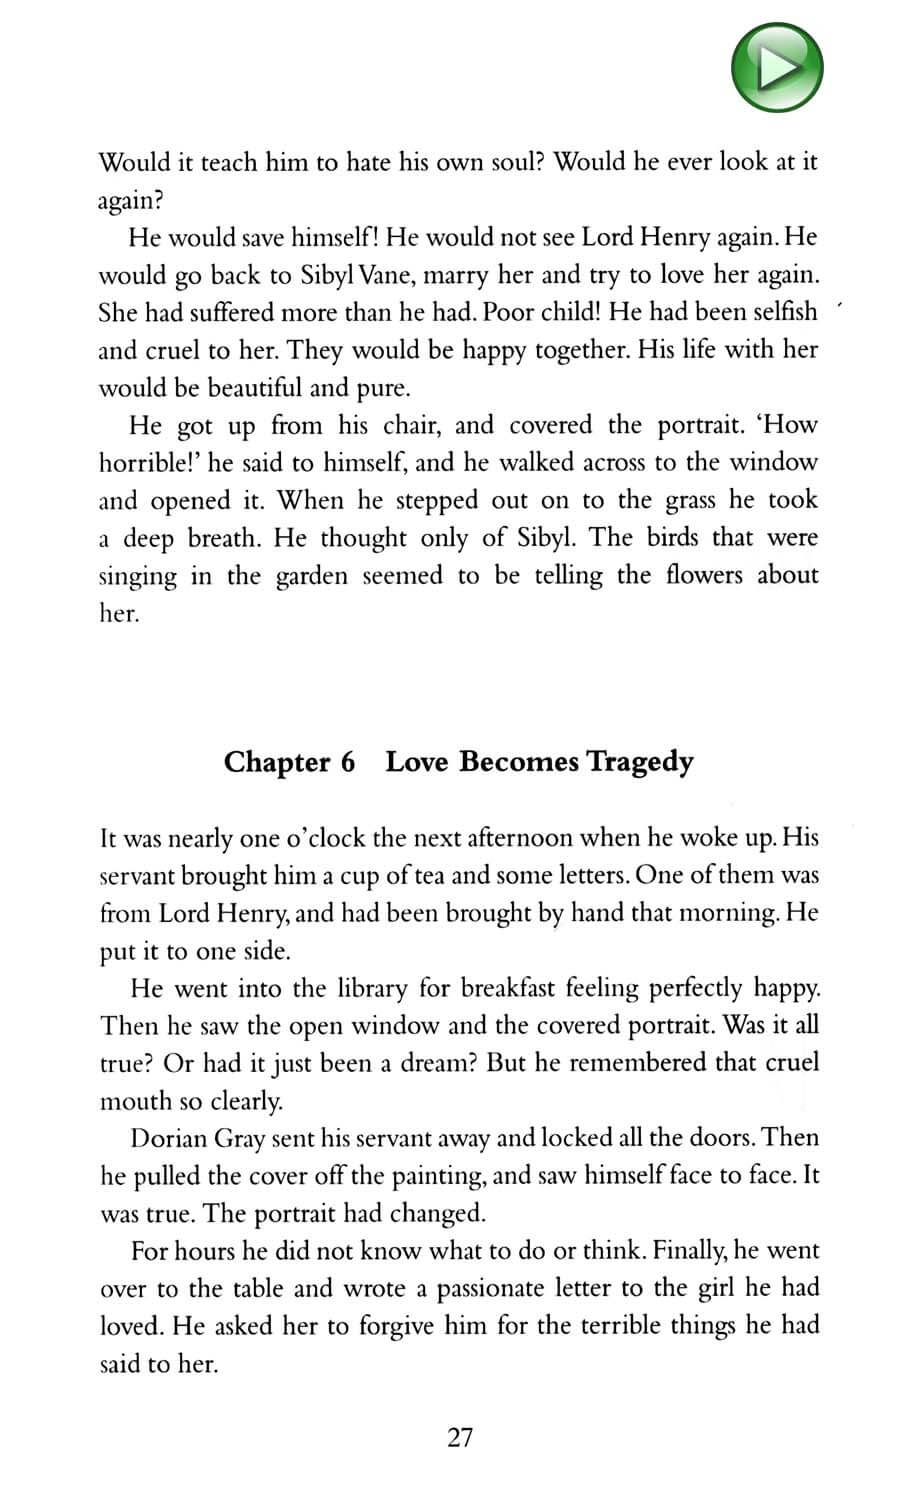 Would it teach him to hate his own soul? Would he ever look at it
again?
He would save himself! He would not see Lord Henry again. He
would go back to Sibyl Vane, marry her and try to love her again.
She had suffered more than he had. Poor child! He had been selfish
and cruel to her. They would be happy together. His life with her
would be beautiful and pure.
He got up from his chair, and covered the portrait. ‘How
horrible!’ he said to himself, and he walked across to the window
and opened it. When he stepped out on to the grass he took
a deep breath. He thought only of Sibyl. The birds that were
singing in the garden seemed to be telling the flowers about
her.
Chapter 6 Love Becomes Tragedy
It was nearly one o’clock the next afternoon when he woke up. His
servant brought him a cup of tea and some letters. One of them was
from Lord Henry, and had been brought by hand that morning. He
put it to one side.
He went into the library for breakfast feeling perfectly happy.
Then he saw the open window and the covered portrait. Was it all
true? Or had it just been a dream? But he remembered that cruel
mouth so clearly.
Dorian Gray sent his servant away and locked all the doors. Then
he pulled the cover off the painting, and saw himself face to face. It
was true. The portrait had changed.
For hours he did not know what to do or think. Finally, he went
over to the table and wrote a passionate letter to the girl he had
loved. He asked her to forgive him for the terrible things he had
said to her.
27